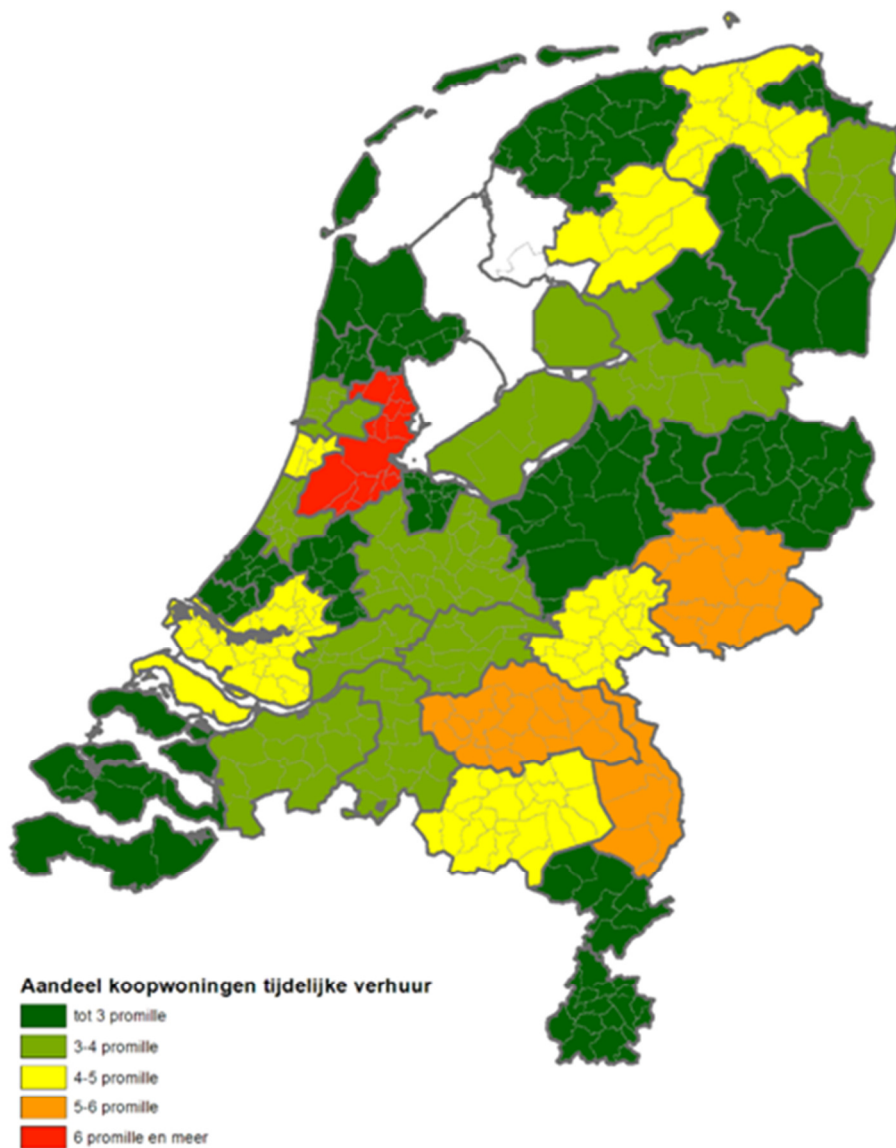 Aandeel koopwoningen tijdelijke verhuur
tot 3 promille
3-4 promille
4-5 promille
5-6 promille
6 promille en meer